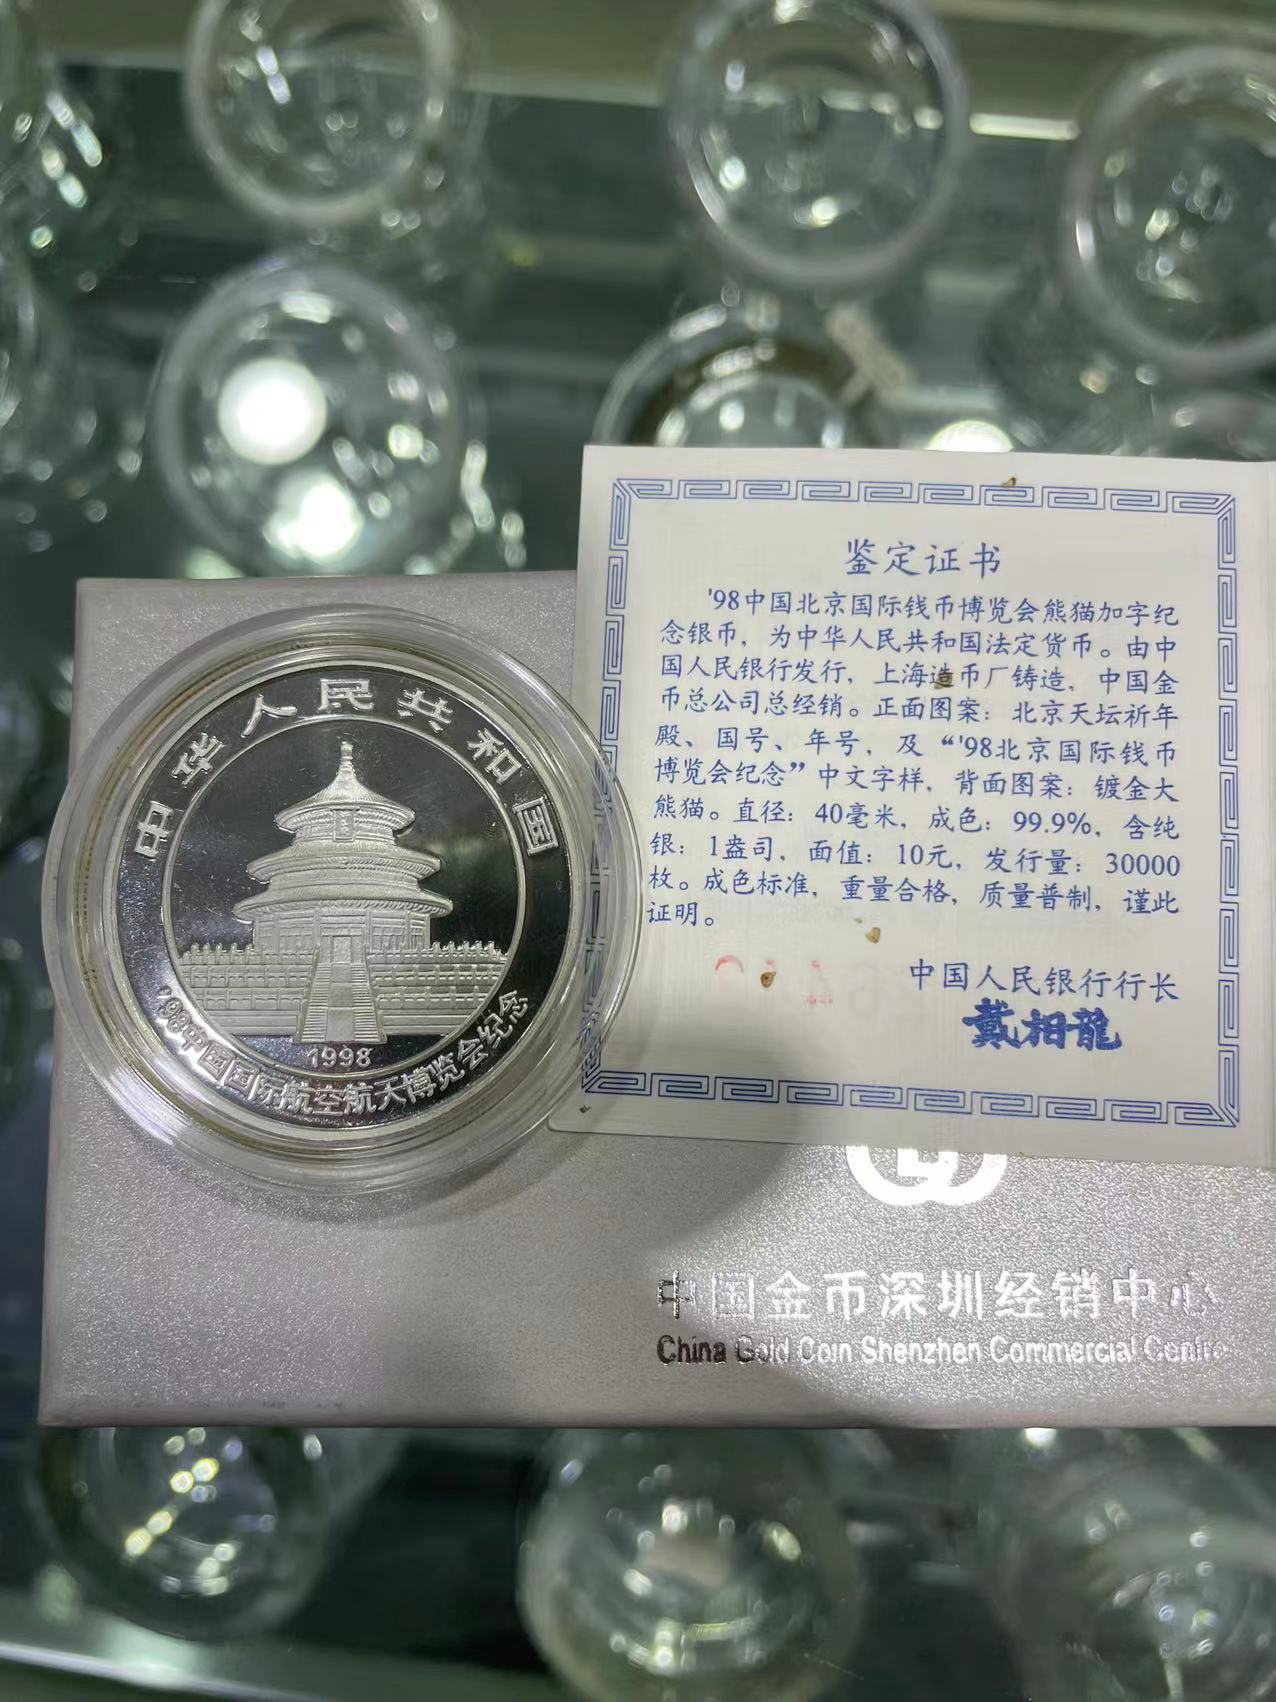 中华人民共和国
1998
'98中国国际航空航天博览会纪念
鉴定证书
'98中国北京国际钱币博览会熊猫加字纪
念银币，为中华人民共和国法定货币。由中
国人民银行发行，上海造币厂铸造，中国金
币总公司总经销。正面图案：北京天坛祈年
殿、国号、年号，及“'98北京国际钱币
博览会纪念”中文字样，背面图案：镀金大
熊猫。直径：40毫米，成色：99.9%，含纯
银：1盎司，面值：10元，发行量：30000
枚。成色标准，重量合格，质量普制，谨此
证明。
中国人民银行行长
戴相龍
中国金币深圳经销中心
China Gold Coin Shenzhen Commercial Centre